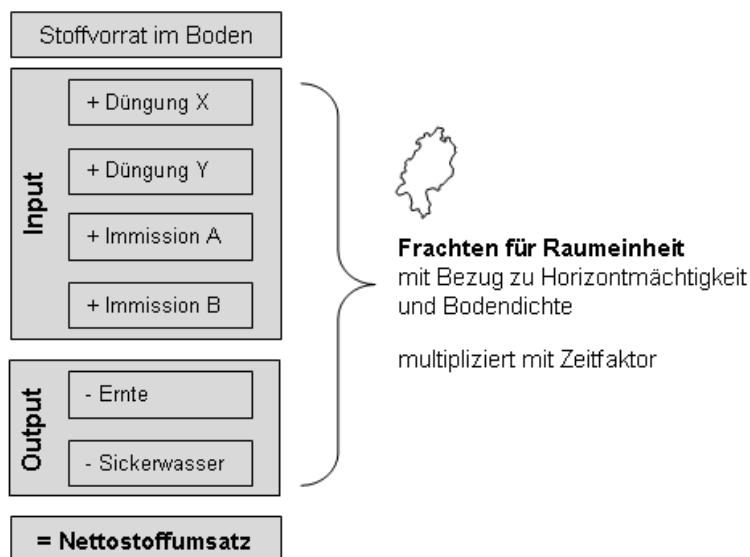 Stoffvorrat im Boden
Input
+ Düngung X
+ Düngung Y
+ Immission A
+ Immission B
Output
- Ernte
- Sickerwasser
= Nettostoffumsatz
Frachten für Raumeinheit
mit Bezug zu Horizontmächtigkeit
und Bodendichte
multipliziert mit Zeitfaktor